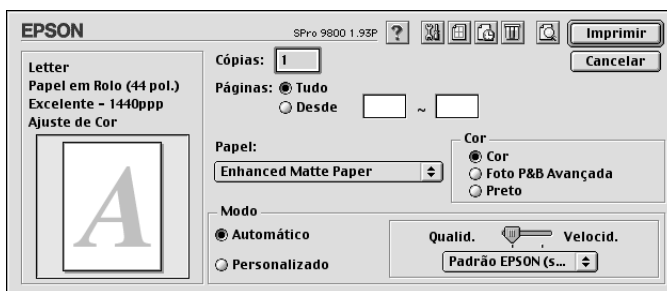 EPSON
SPro 9800 1.93P
?
Imprimir
Cancelar
Letter
Papel em Rolo (44 pol.)
Excelente - 1440ppp
Ajuste de Cor
A
Cópias: 1
Páginas: Tudo
Desde ~
Papel:
Enhanced Matte Paper
Cor
Cor
Foto P&B Avançada
Preto
Modo
Automático
Personalizado
Qualid. Velocid.
Padrão EPSON (s...